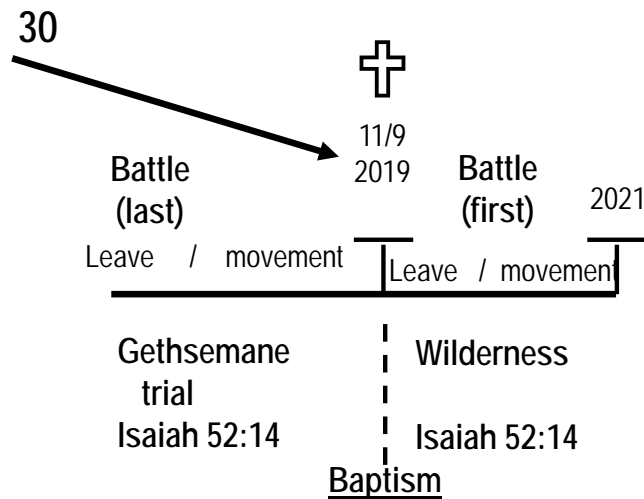 30
11/9
2019
Battle
(last)
Battle
(first)
2021
Leave / movement
Leave / movement
Gethsemane
trial
Isaiah 52:14
Wilderness
Isaiah 52:14
Baptism